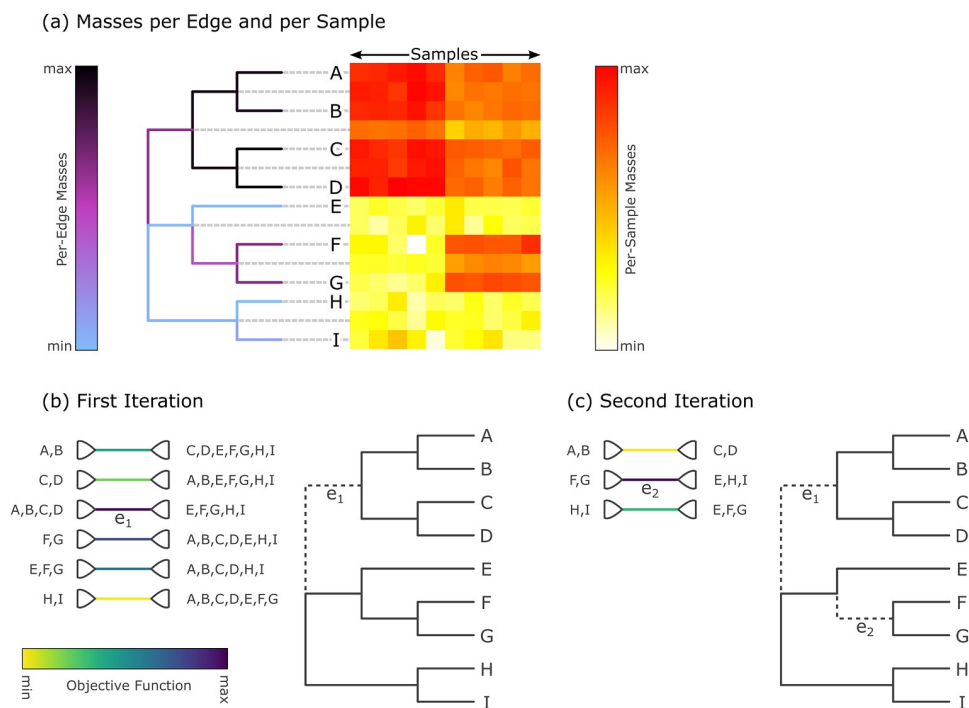 (a) Masses per Edge and per Sample
Samples
max
Per-Edge Masses
min
A
B
C
D
E
F
G
H
I
max
Per-Sample Masses
min
(b) First Iteration
A,B
C,D,E,F,G,H,I
C,D
A,B,E,F,G,H,I
A,B,C,D
e1
E,F,G,H,I
F,G
A,B,C,D,E,H,I
E,F,G
A,B,C,D,H,I
H,I
A,B,C,D,E,F,G
min
Objective Function
max
e1
A
B
C
D
E
F
G
H
I
(c) Second Iteration
A,B
C,D
F,G
e2
E,H,I
H,I
E,F,G
e1
e2
A
B
C
D
E
F
G
H
I